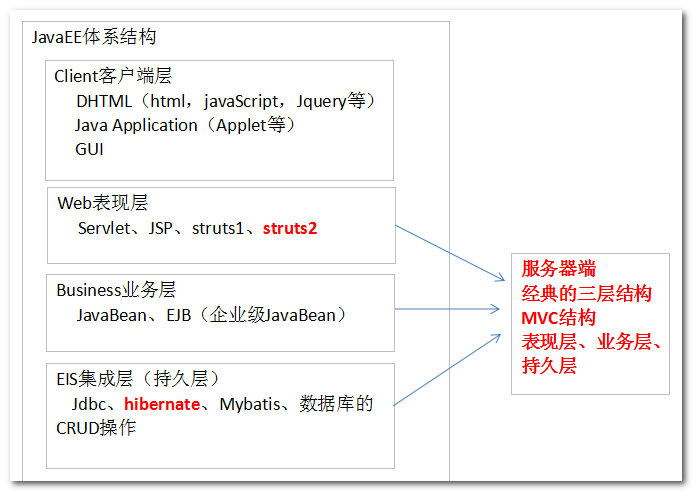 JavaEE体系结构
Client客户端层
DHTML（html，javaScript，Jquery等）
Java Application（Applet等）
GUI
Web表现层
Servlet、JSP、struts1、struts2
Business业务层
JavaBean、EJB（企业级JavaBean）
EIS集成层（持久层）
Jdbc、hibernate、Mybatis、数据库的
CRUD操作
服务器端
经典的三层结构
MVC结构
表现层、业务层、
持久层